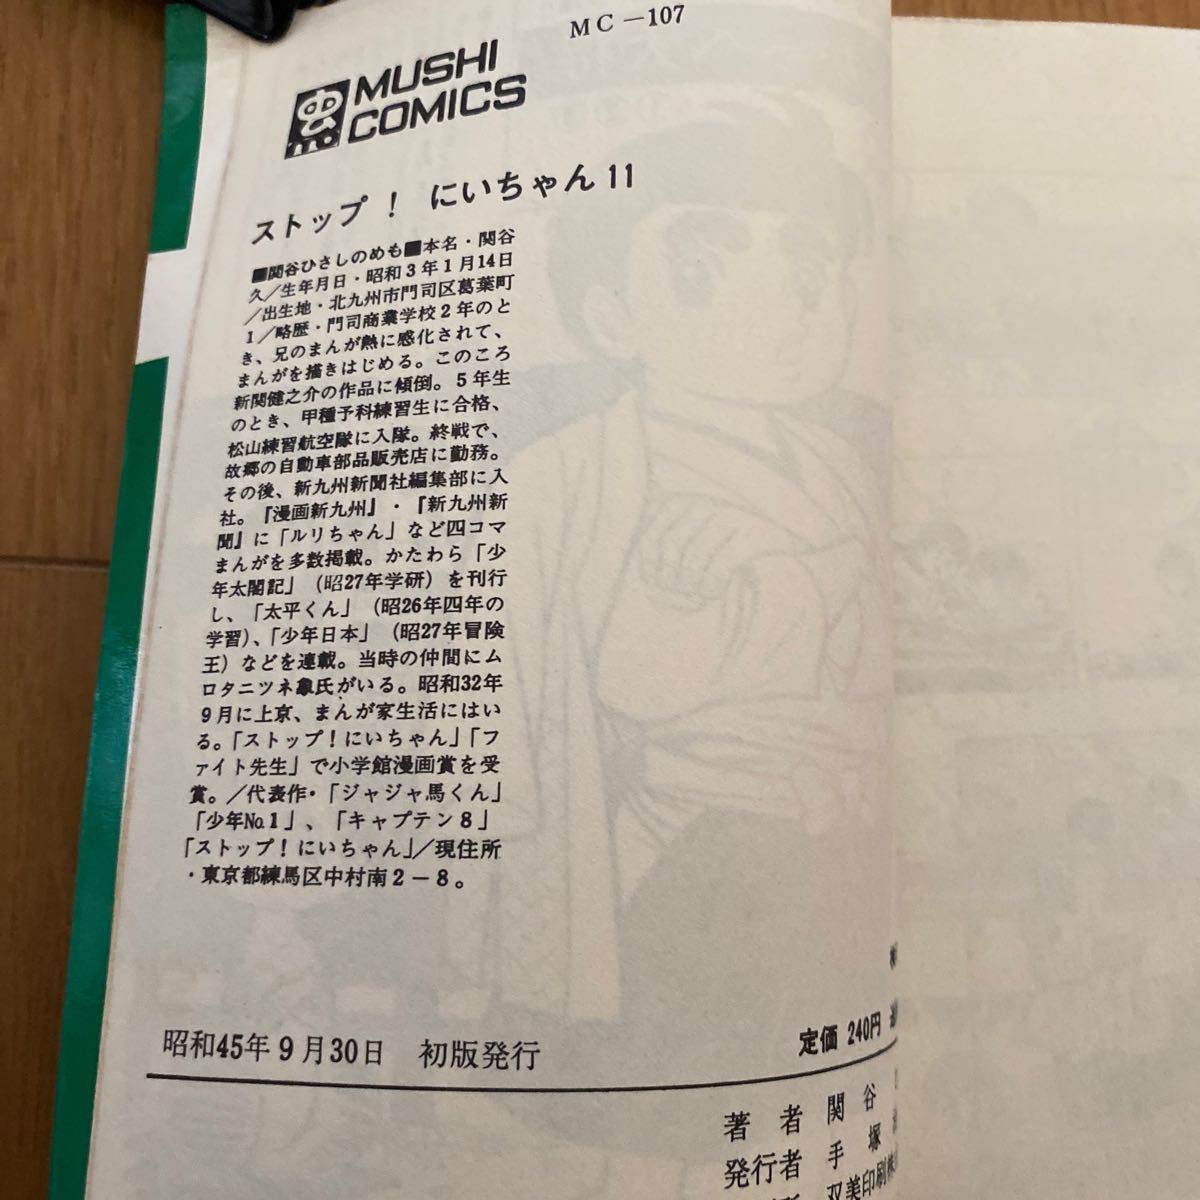 MC－107
MUSHI
COMICS
ストップ！ にいちゃん11
■関谷ひさしのめも■本名・関谷
久／生年月日・昭和3年1月14日
／出生地・北九州市門司区葛葉町
1／略歴・門司商業学校2年のと
き、兄のまんが熱に感化されて、
まんがを描きはじめる。このころ
新関健之介の作品に傾倒。5年生
のとき、甲種予科練習生に合格、
松山練習航空隊に入隊。終戦で、
故郷の自動車部品販売店に勤務。
その後、新九州新聞社編集部に入
社。『漫画新九州』・『新九州新
聞』に「ルリちゃん」など四コマ
まんがを多数掲載。かたわら「少
年太閤記」（昭27年学研）を刊行
し、「太平くん」（昭26年四年の
学習）、「少年日本」（昭27年冒険
王）などを連載。当時の仲間にム
ロタニツネ象氏がいる。昭和32年
9月に上京、まんが家生活にはい
る。「ストップ！にいちゃん」「フ
ァイト先生」で小学館漫画賞を受
賞。／代表作・「ジャジャ馬くん」
「少年No.1」、「キャプテン8」
「ストップ！にいちゃん」／現住所
・東京都練馬区中村南2－8。
昭和45年9月30日 初版発行
定価 240円
著 者 関 谷
発行者 手 塚
双美印刷株